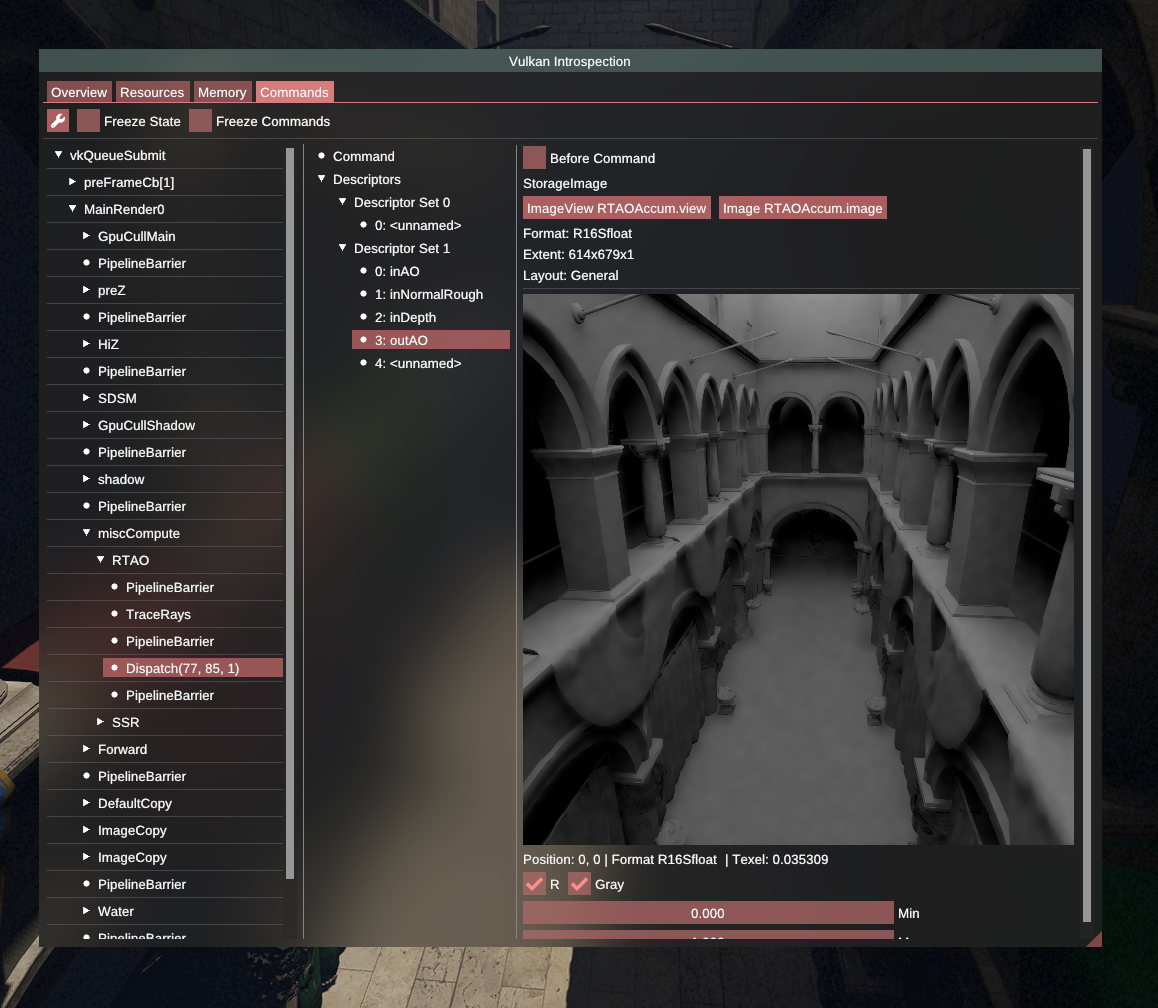 Vulkan Introspection
Overview Resources Memory Commands
Freeze State Freeze Commands
vkQueueSubmit
preFrameCb[1]
MainRender0
GpuCullMain
PipelineBarrier
preZ
PipelineBarrier
HiZ
PipelineBarrier
SDSM
GpuCullShadow
PipelineBarrier
shadow
PipelineBarrier
miscCompute
RTAO
PipelineBarrier
TraceRays
PipelineBarrier
Dispatch(77, 85, 1)
PipelineBarrier
SSR
Forward
PipelineBarrier
DefaultCopy
ImageCopy
ImageCopy
PipelineBarrier
Water
PipelineBarrier
Command
Descriptors
Descriptor Set 0
0: <unnamed>
Descriptor Set 1
0: inAO
1: inNormalRough
2: inDepth
3: outAO
4: <unnamed>
Before Command
StorageImage
ImageView RTAOAccum.view Image RTAOAccum.image
Format: R16Sfloat
Extent: 614x679x1
Layout: General
Position: 0, 0 | Format R16Sfloat | Texel: 0.035309
R Gray
0.000 Min